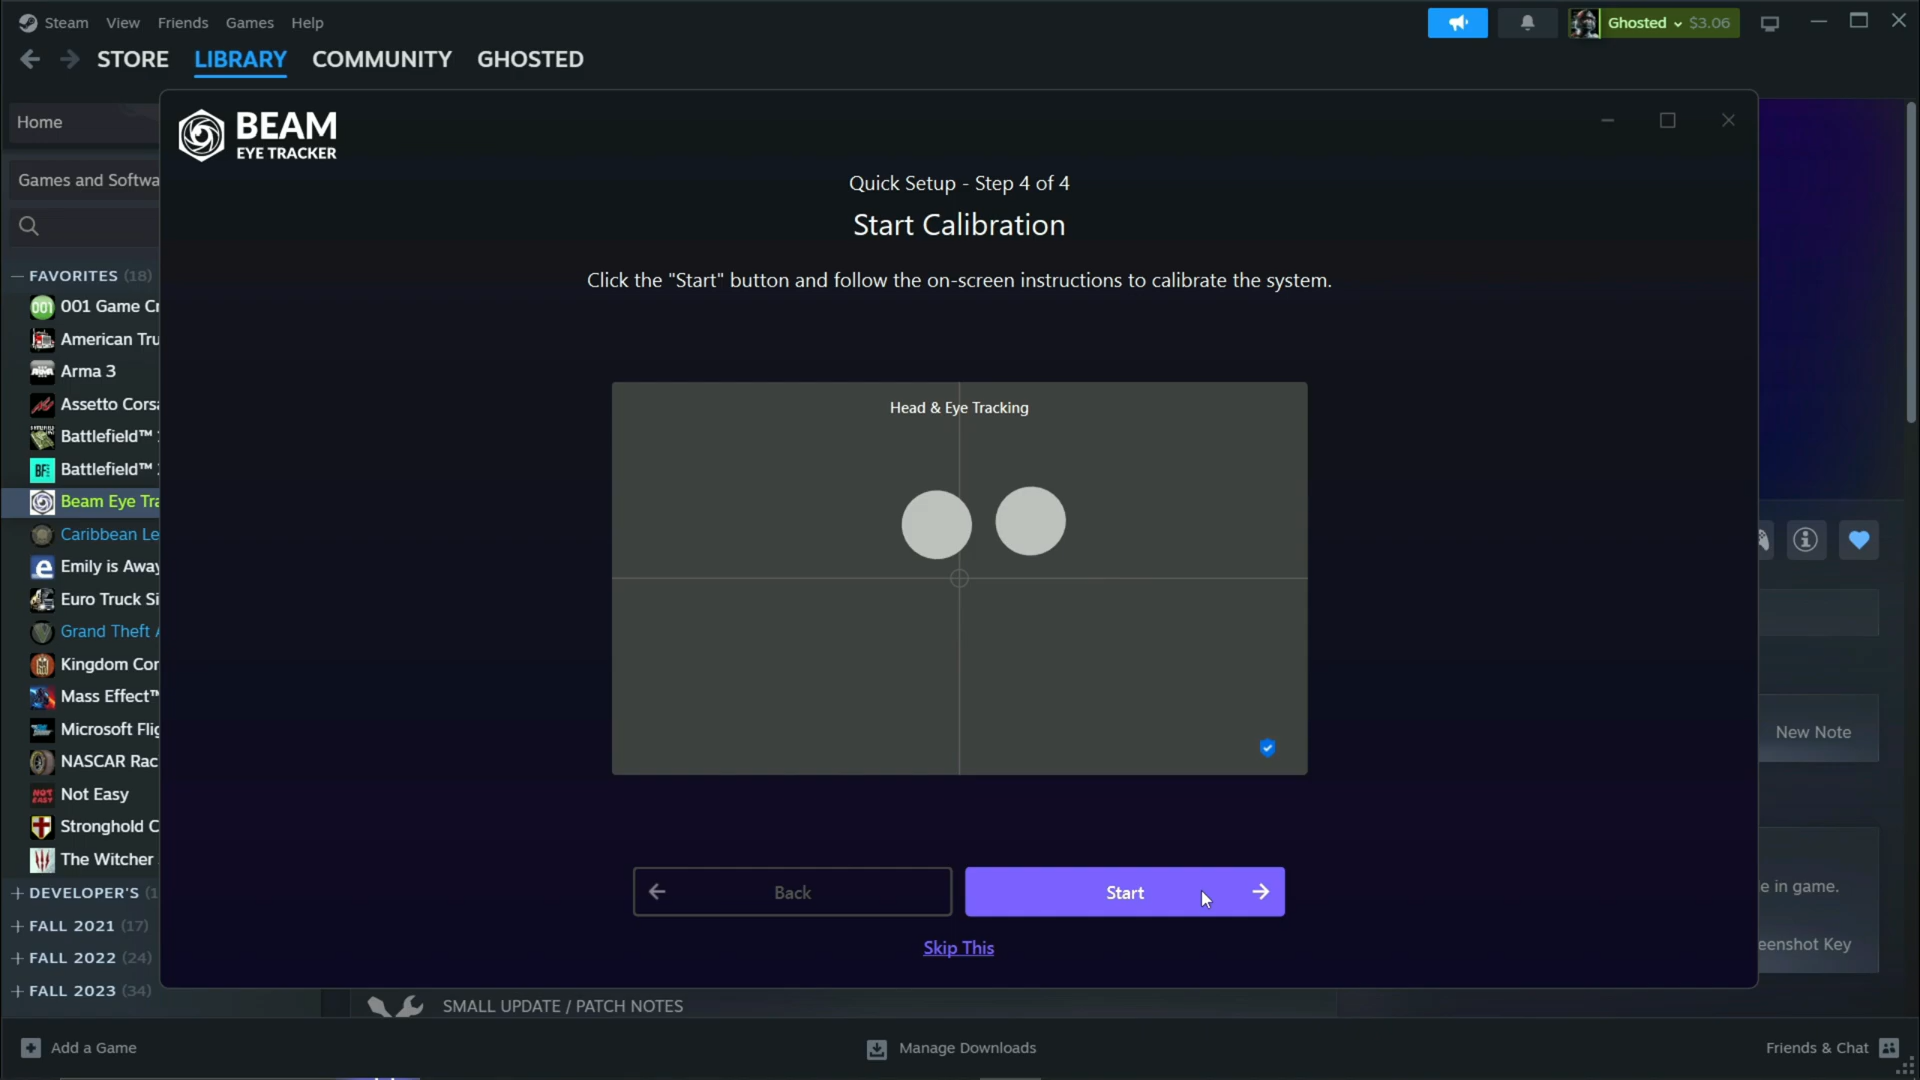 Steam View Friends Games Help
Ghosted $3.06
STORE LIBRARY COMMUNITY GHOSTED
Home
BEAM
EYE TRACKER
Games and Softwa
Quick Setup - Step 4 of 4
Start Calibration
Click the "Start" button and follow the on-screen instructions to calibrate the system.
FAVORITES (18)
001 Game Cr
American Tru
Arma 3
Assetto Corsa
Battlefield™
BF
Battlefield™
Beam Eye Tra
Caribbean Le
Emily is Away
Euro Truck Si
Grand Theft A
Kingdom Cor
Mass Effect™
Microsoft Flig
NASCAR Rac
NOT EASY
Not Easy
Stronghold C
The Witcher
DEVELOPER'S (1
FALL 2021 (17)
FALL 2022 (24)
FALL 2023 (34)
Head & Eye Tracking
Back
Start
Skip This
New Note
e in game.
eenshot Key
SMALL UPDATE / PATCH NOTES
Add a Game
Manage Downloads
Friends & Chat